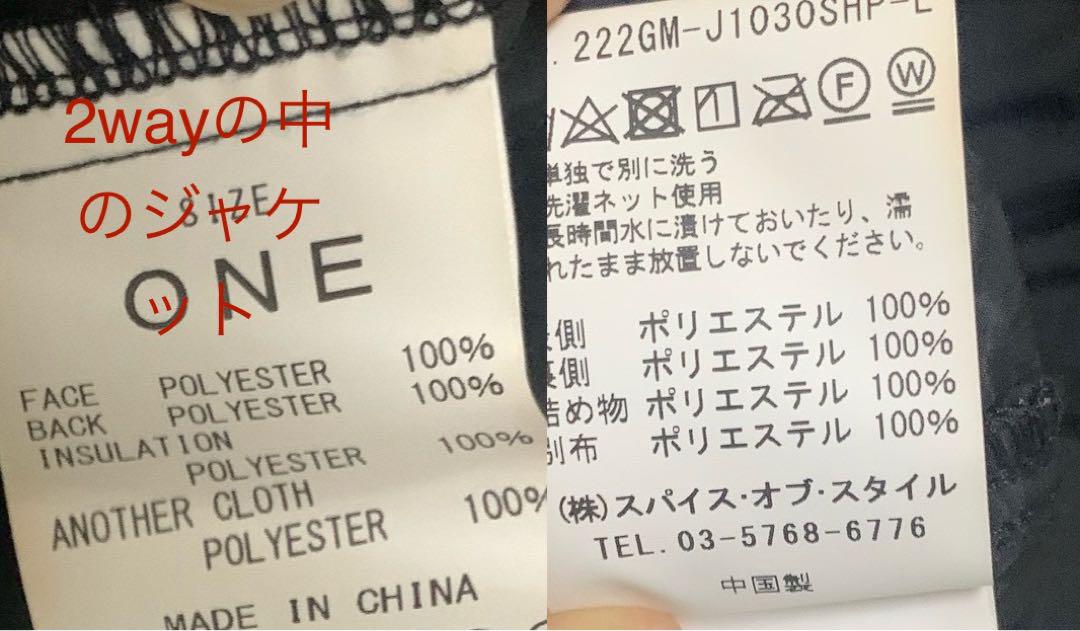 2wayの中
のジャケ
ット
SIZE
ONE
FACE POLYESTER 100%
BACK POLYESTER 100%
INSULATION
POLYESTER 100%
ANOTHER CLOTH
POLYESTER 100%
MADE IN CHINA
222GM-J1030SHP-L
F W
単独で別に洗う
洗濯ネット使用
長時間水に漬けておいたり、濡
れたまま放置しないでください。
側 ポリエステル 100%
裏側 ポリエステル 100%
詰め物 ポリエステル 100%
別布 ポリエステル 100%
(株)スパイス・オブ・スタイル
TEL.03-5768-6776
中国製